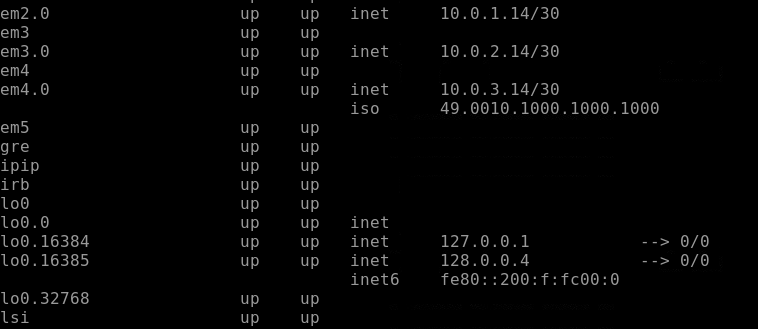 em2.0 up up inet 10.0.1.14/30
em3 up up
em3.0 up up inet 10.0.2.14/30
em4 up up
em4.0 up up inet 10.0.3.14/30
iso 49.0010.1000.1000.1000
em5 up up
gre up up
ipip up up
irb up up
lo0 up up
lo0.0 up up inet
lo0.16384 up up inet 127.0.0.1 --> 0/0
lo0.16385 up up inet 128.0.0.4 --> 0/0
inet6 fe80::200:f:fc00:0
lo0.32768 up up
lsi up up